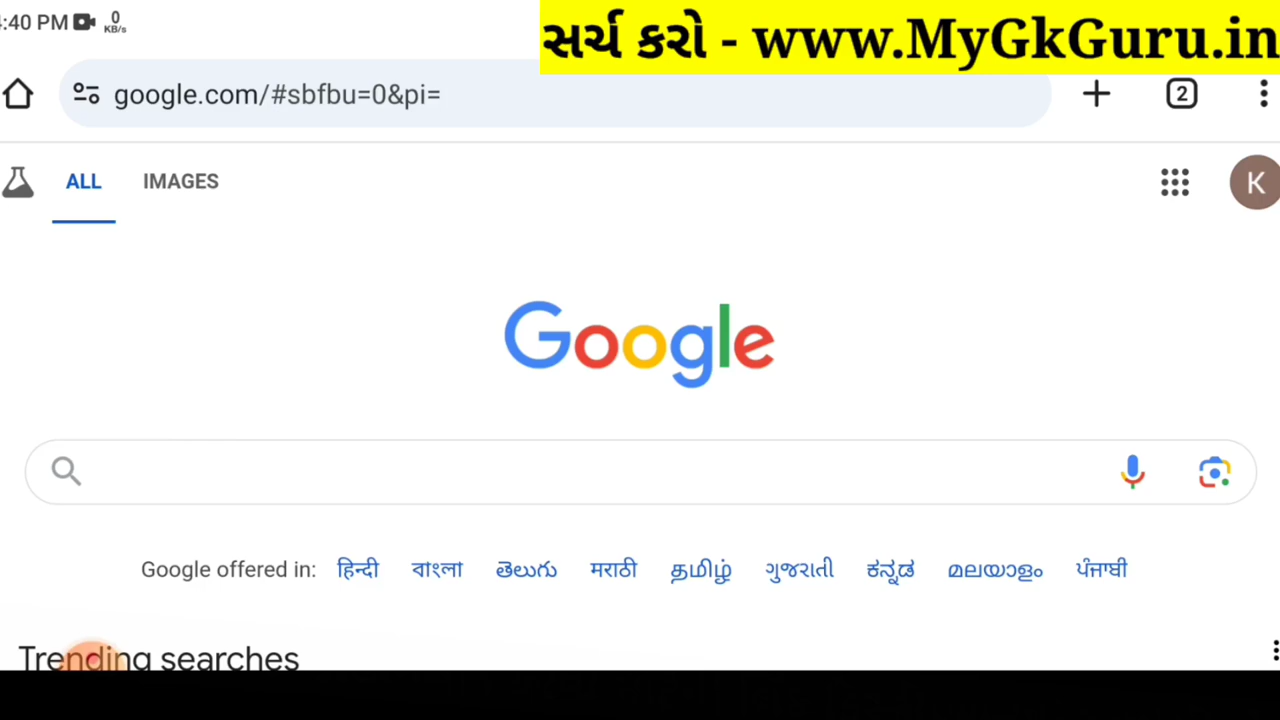 :40 PM 0 KB/s
સર્ચ કરો - www.MyGkGuru.in
google.com/#sbfbu=0&pi=
2
ALL IMAGES
K
Google
Google offered in: हिन्दी বাংলা తెలుగు मराठी தமிழ் ગુજરાતી ಕನ್ನಡ മലയാളം ਪੰਜਾਬੀ
Trending searches